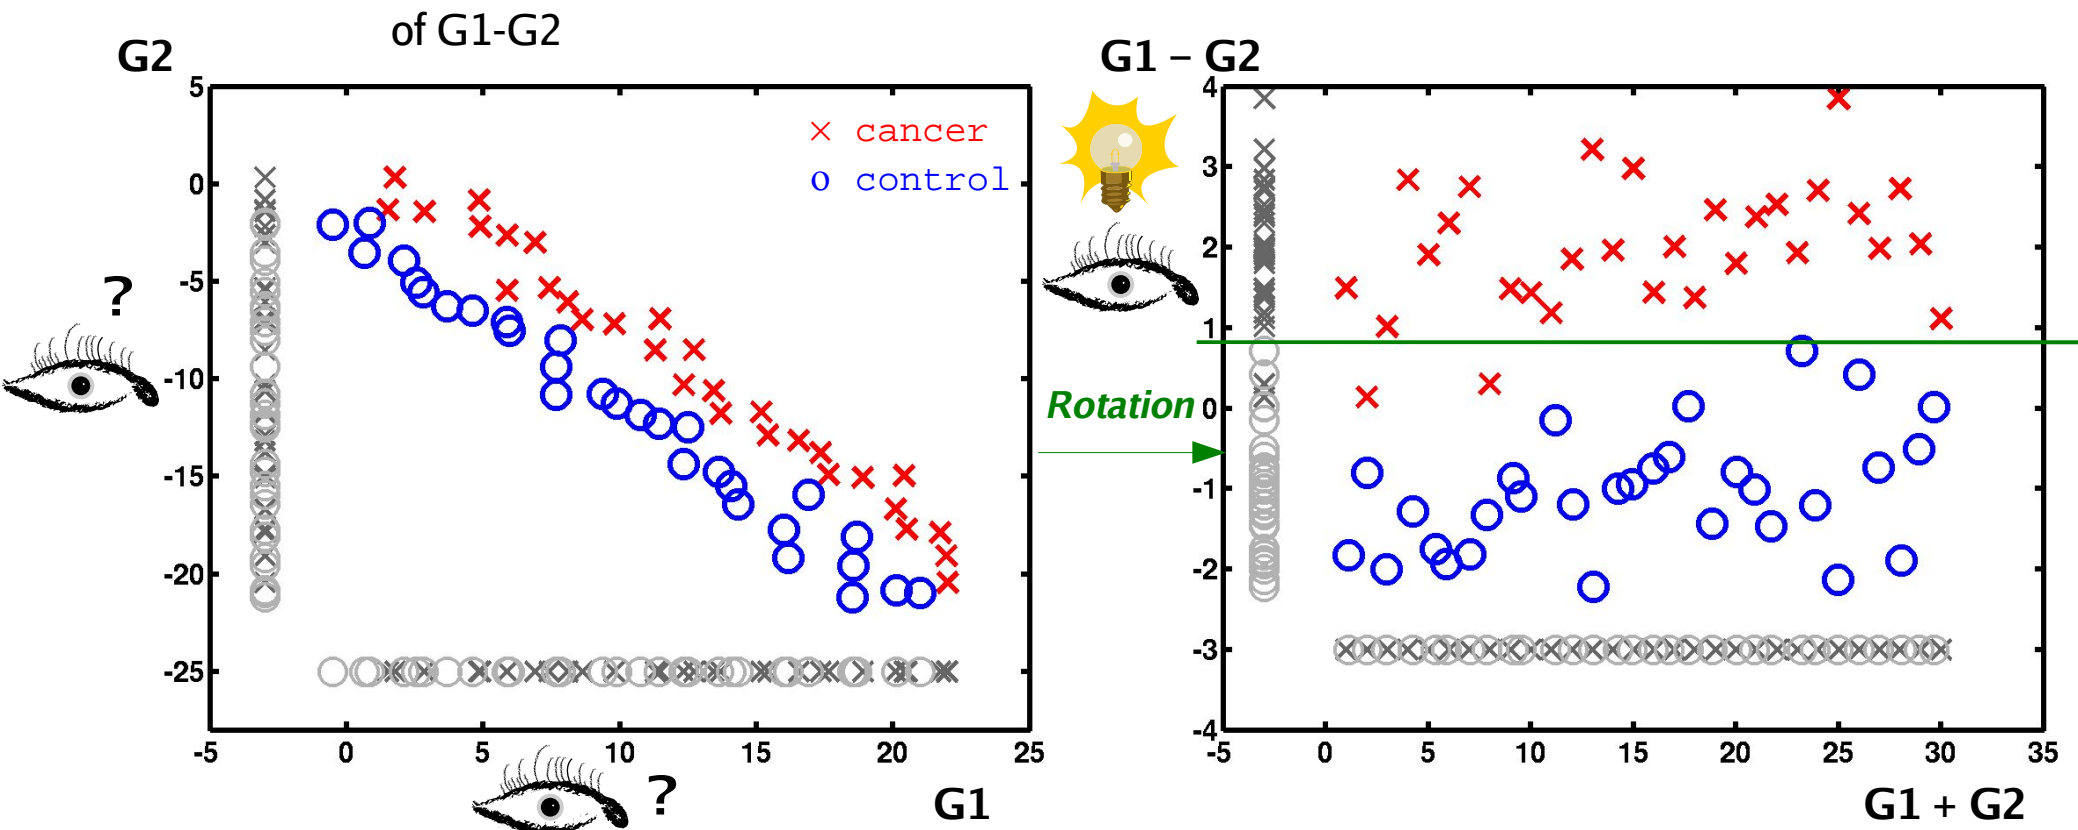 of G1-G2
G2
G1 – G2
5
0
-5
-10
-15
-20
-25
× cancer
o control
?
-5 0 5 10 15 20 25
?
G1
Rotation
4
3
2
1
0
-1
-2
-3
-4
-5 0 5 10 15 20 25 30 35
G1 + G2